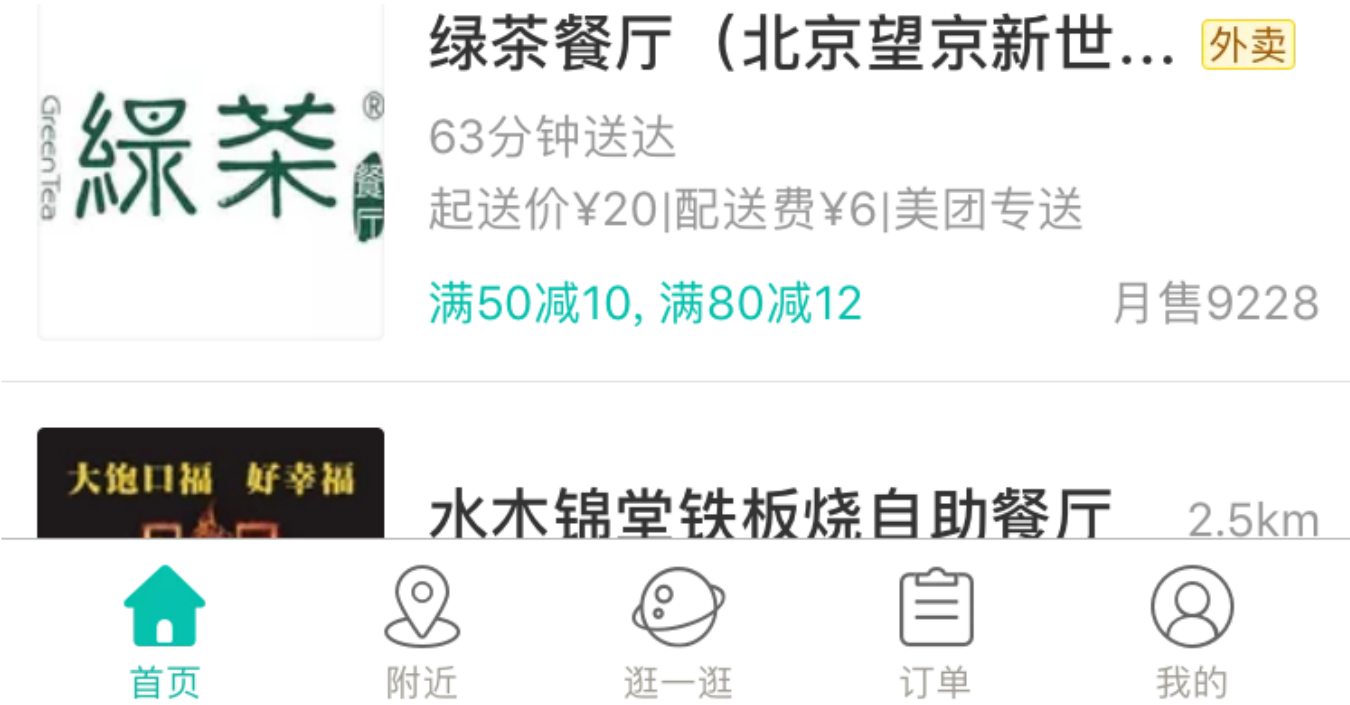 绿茶餐厅（北京望京新世... 外卖
緑茶®
GreenTea
餐厅
63分钟送达
起送价¥20|配送费¥6|美团专送
满50减10, 满80减12 月售9228
大饱口福 好幸福
水木锦堂铁板烧自助餐厅 2.5km
首页 附近 逛一逛 订单 我的